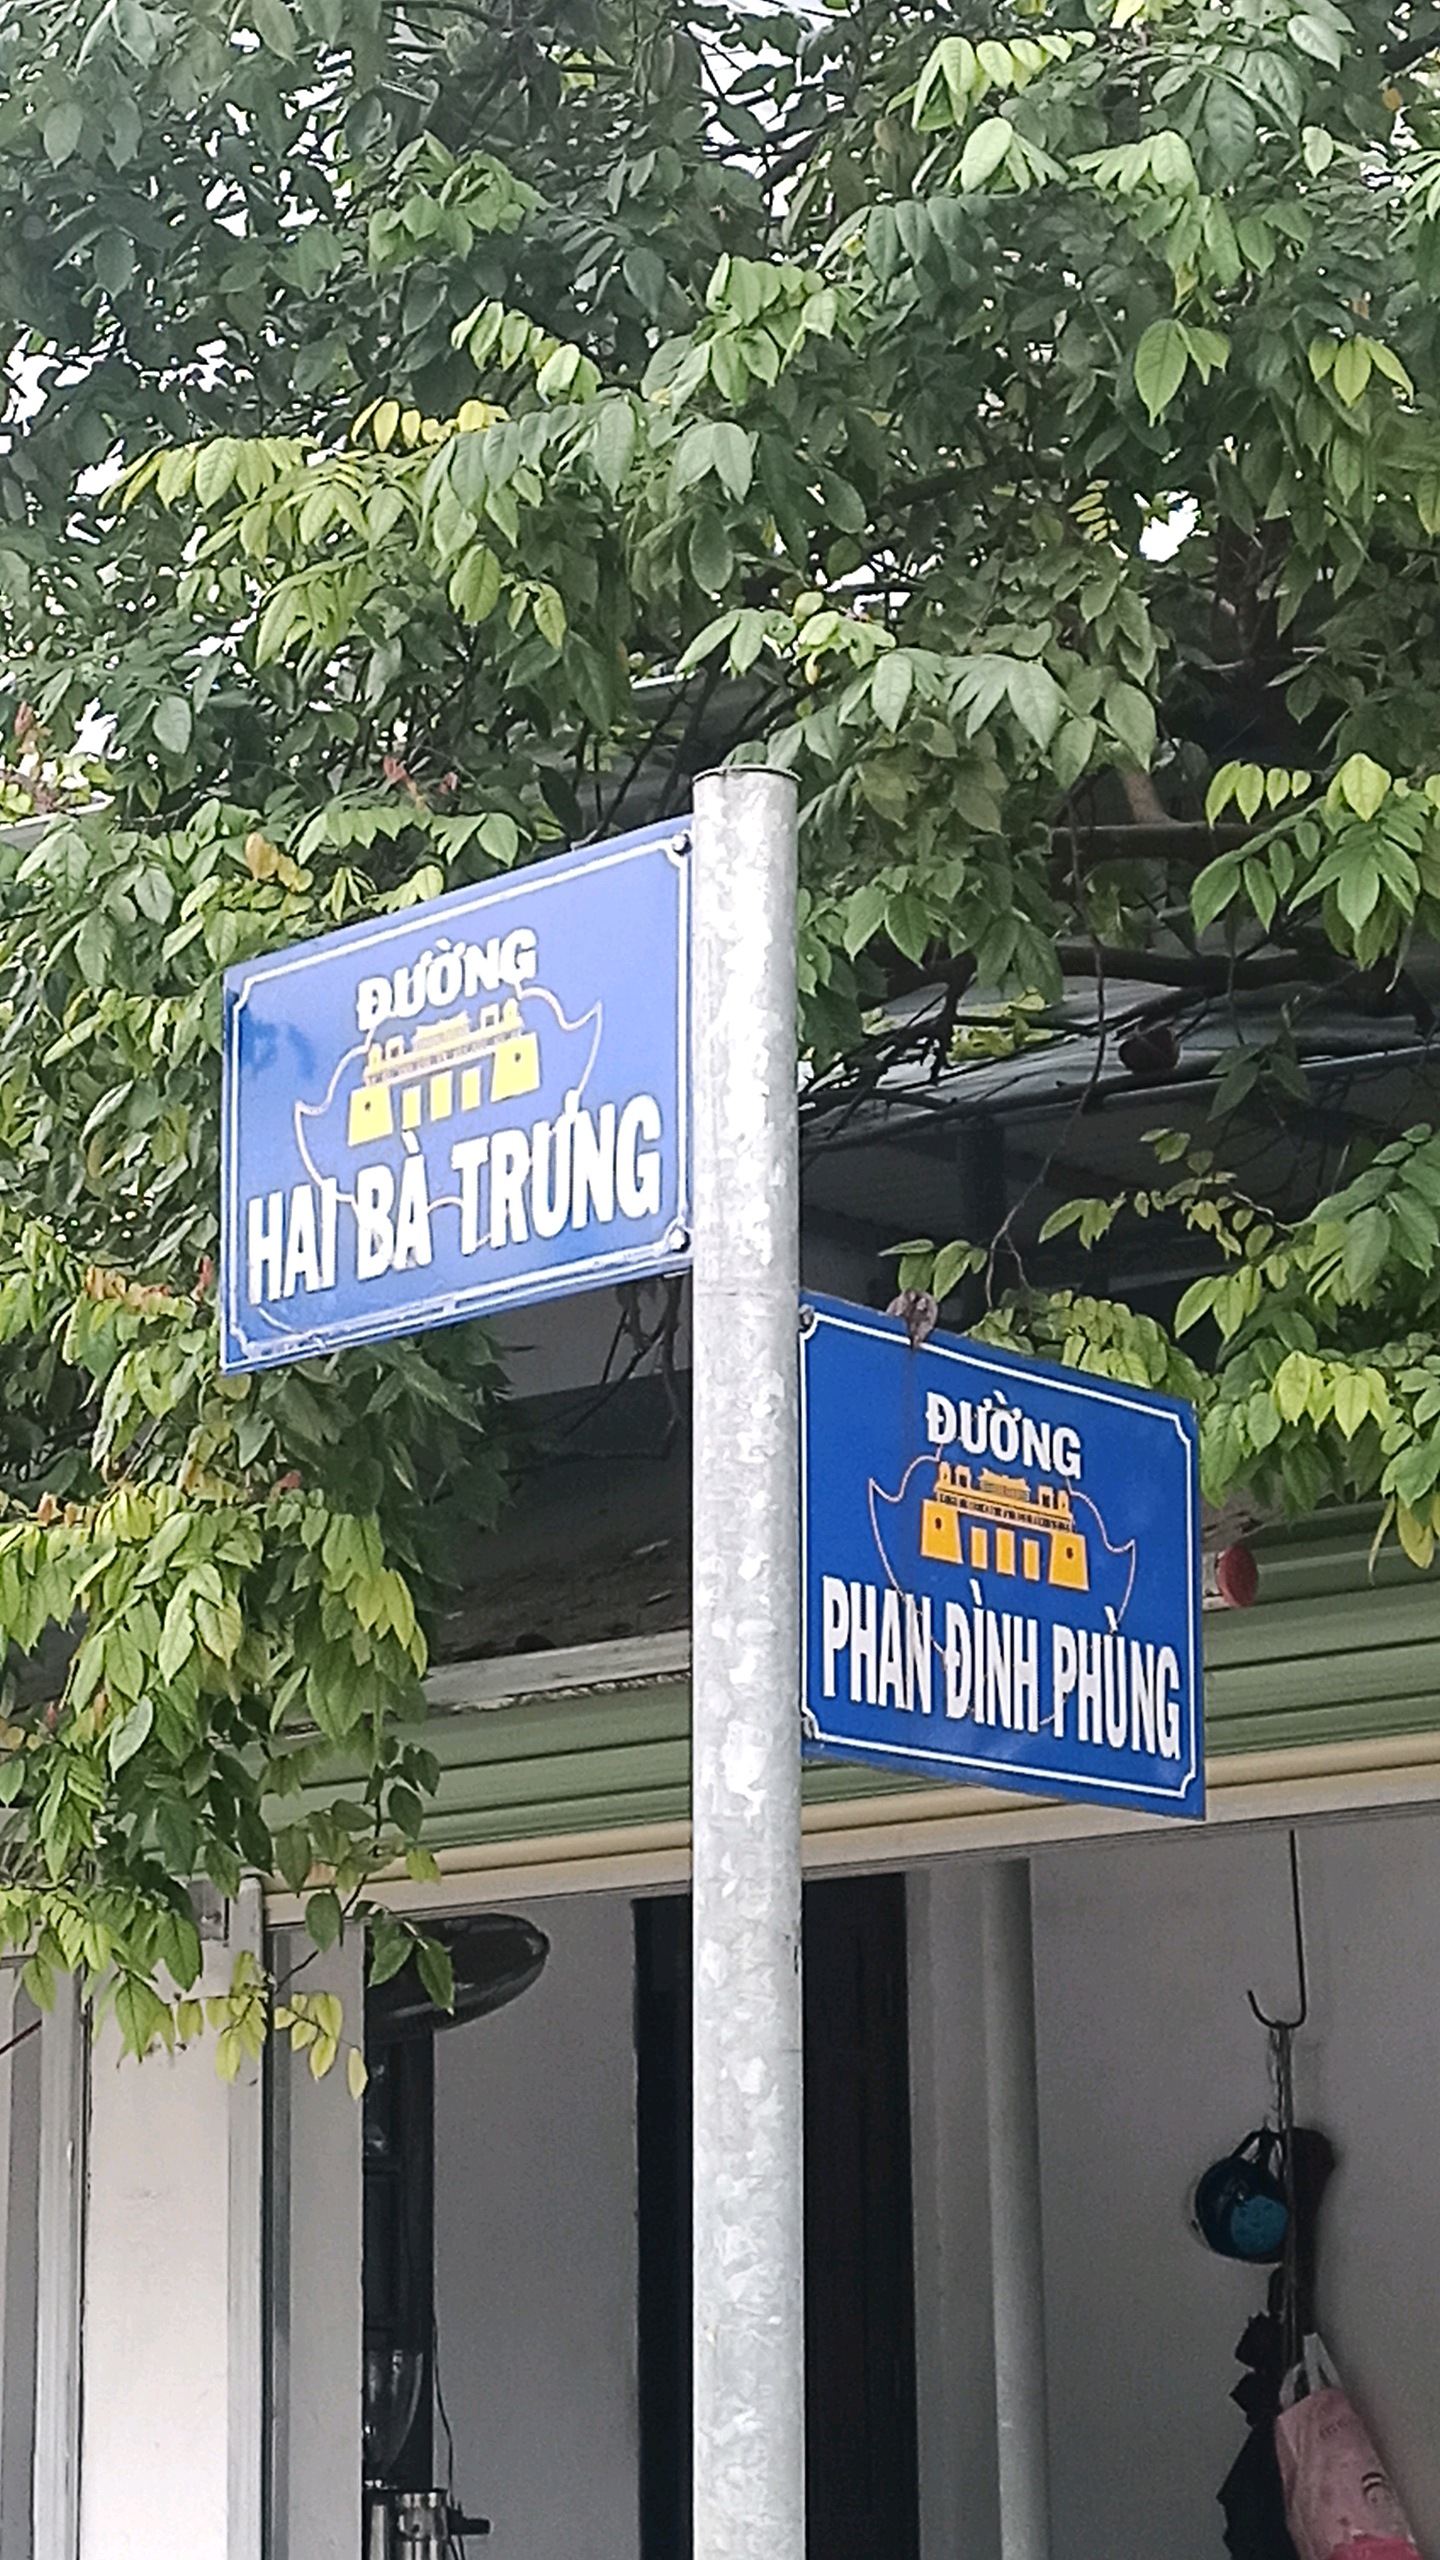 ĐƯỜNG
HAI BÀ TRƯNG
ĐƯỜNG
PHAN ĐÌNH PHÙNG